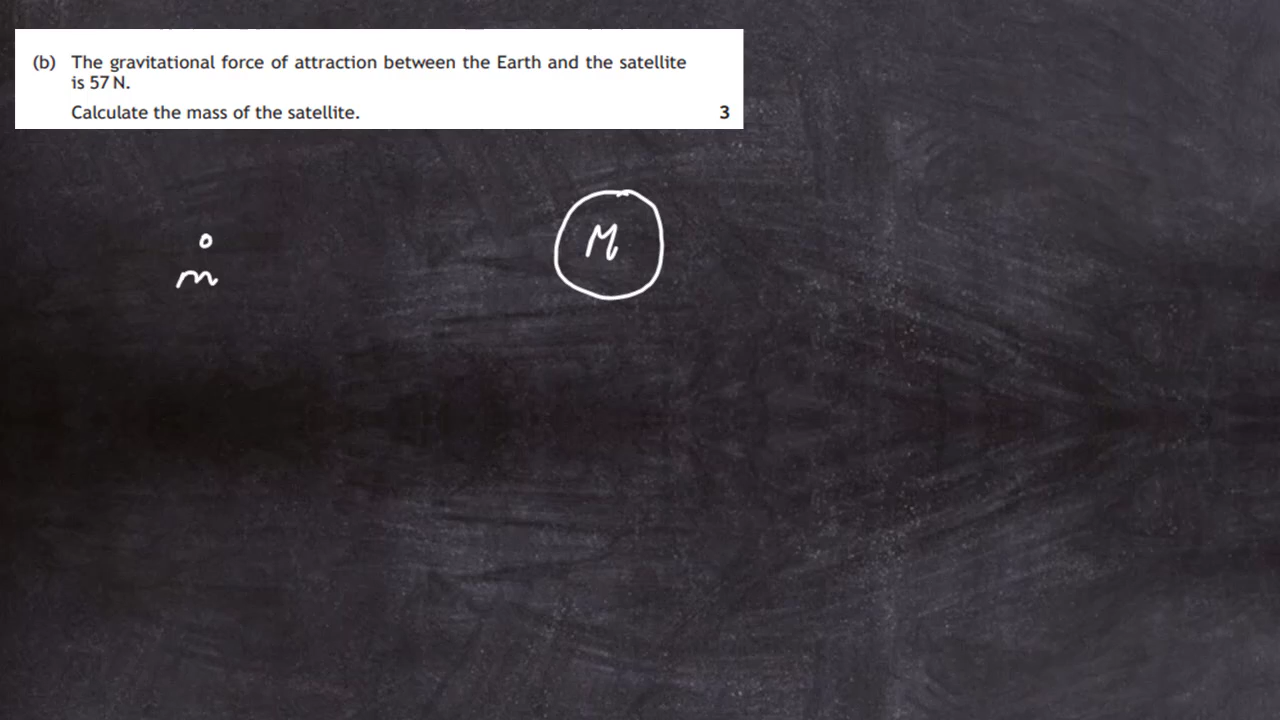 (b) The gravitational force of attraction between the Earth and the satellite
is 57 N.
Calculate the mass of the satellite. 3
M
m